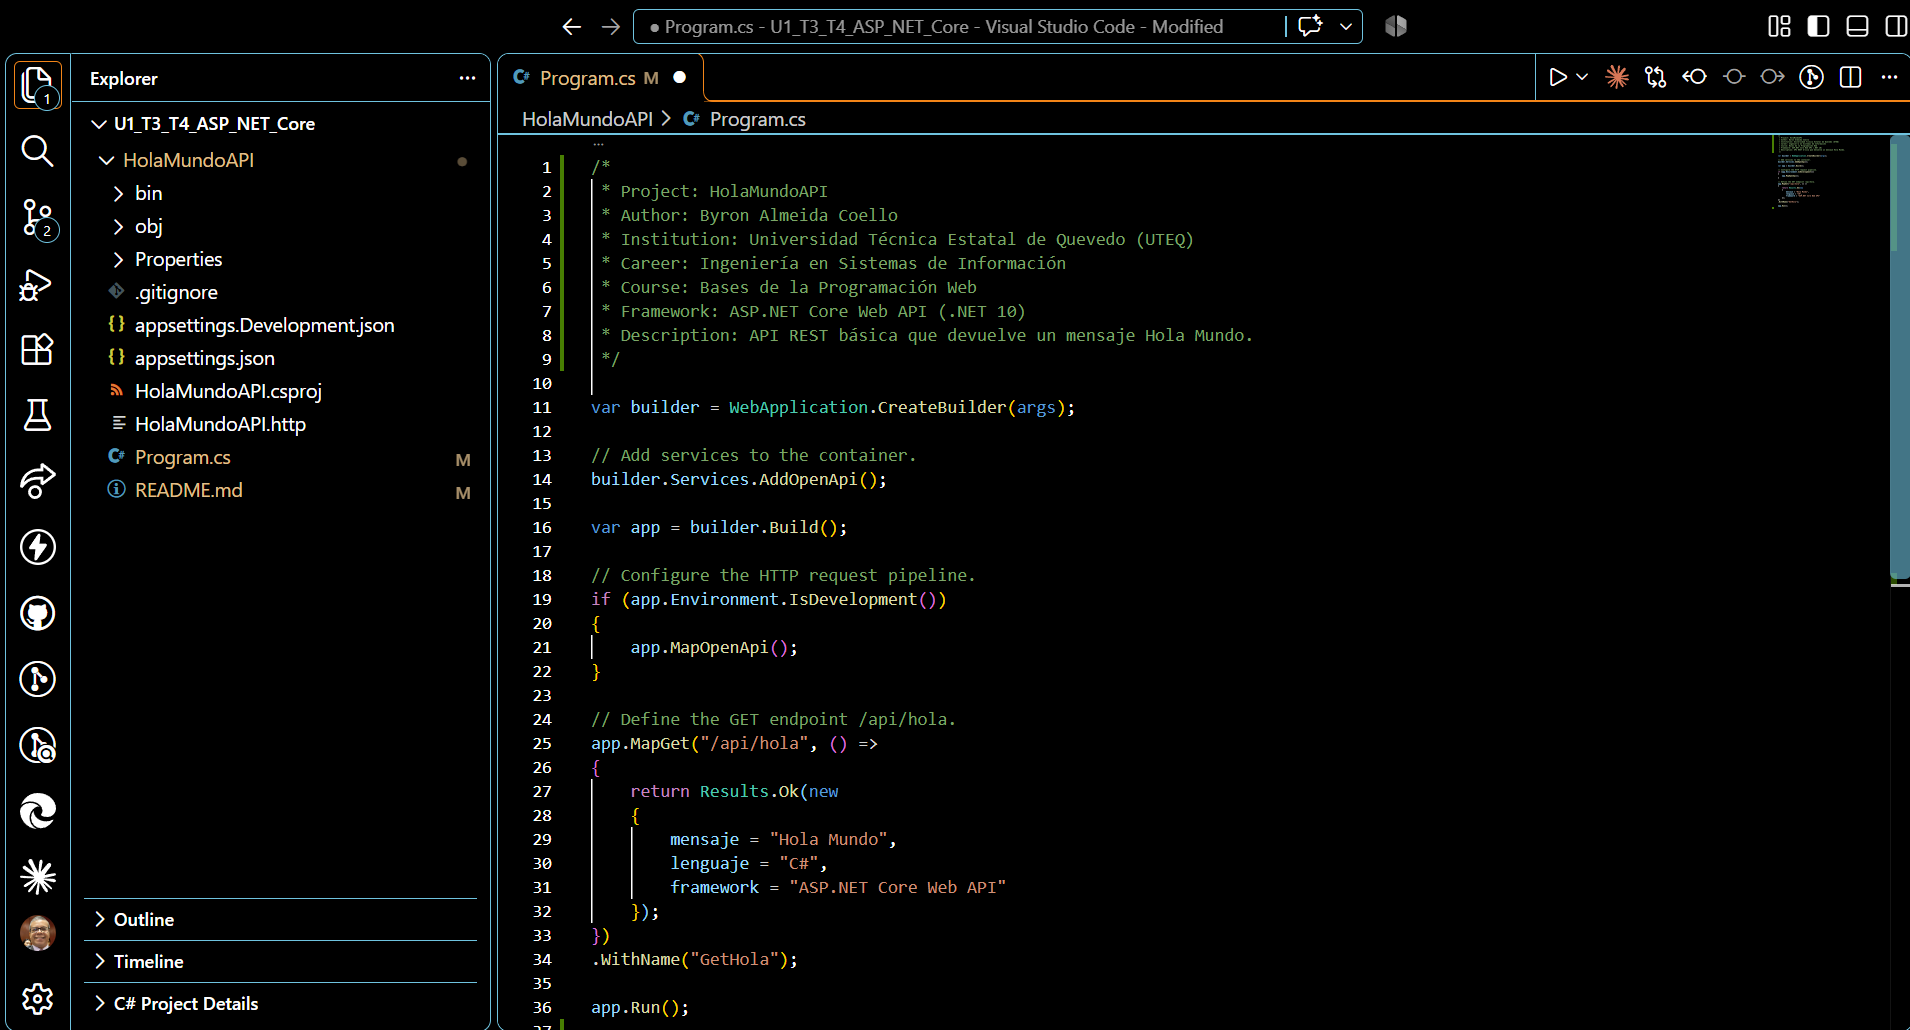 ● Program.cs - U1_T3_T4_ASP_NET_Core - Visual Studio Code - Modified
1
2
Explorer
U1_T3_T4_ASP_NET_Core
HolaMundoAPI
bin
obj
Properties
.gitignore
{} appsettings.Development.json
{} appsettings.json
HolaMundoAPI.csproj
HolaMundoAPI.http
C# Program.cs M
README.md M
Outline
Timeline
C# Project Details
C# Program.cs M ●
HolaMundoAPI > C# Program.cs
1 /*
2 * Project: HolaMundoAPI
3 * Author: Byron Almeida Coello
4 * Institution: Universidad Técnica Estatal de Quevedo (UTEQ)
5 * Career: Ingeniería en Sistemas de Información
6 * Course: Bases de la Programación Web
7 * Framework: ASP.NET Core Web API (.NET 10)
8 * Description: API REST básica que devuelve un mensaje Hola Mundo.
9 */
10
11 var builder = WebApplication.CreateBuilder(args);
12
13 // Add services to the container.
14 builder.Services.AddOpenApi();
15
16 var app = builder.Build();
17
18 // Configure the HTTP request pipeline.
19 if (app.Environment.IsDevelopment())
20 {
21 app.MapOpenApi();
22 }
23
24 // Define the GET endpoint /api/hola.
25 app.MapGet("/api/hola", () =>
26 {
27 return Results.Ok(new
28 {
29 mensaje = "Hola Mundo",
30 lenguaje = "C#",
31 framework = "ASP.NET Core Web API"
32 });
33 })
34 .WithName("GetHola");
35
36 app.Run();
37